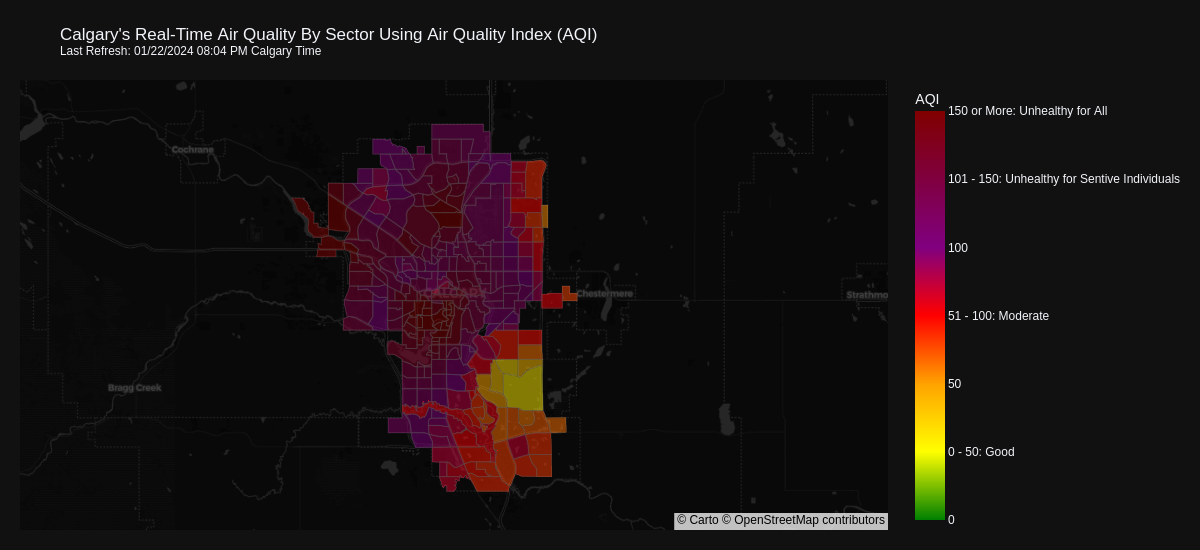 Calgary's Real-Time Air Quality By Sector Using Air Quality Index (AQI)
Last Refresh: 01/22/2024 08:04 PM Calgary Time
AQI
150 or More: Unhealthy for All
101 - 150: Unhealthy for Sentive Individuals
100
51 - 100: Moderate
50
0 - 50: Good
0
Cochrane
CALGARY
Chestermere
Strathmo
Bragg Creek
© Carto © OpenStreetMap contributors